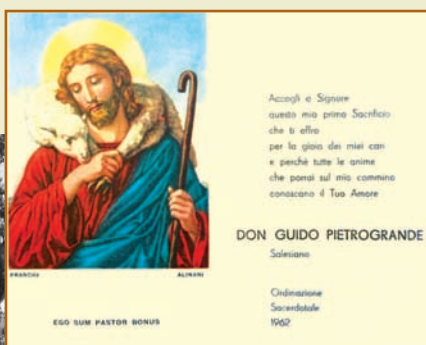 FRANCHI ALINARI
EGO SUM PASTOR BONUS
Accogli o Signore
questo mio primo Sacrificio
che ti offro
per la gioia dei miei cari
e perchè tutte le anime
che porrai sul mio cammino
conoscano il Tuo Amore
DON GUIDO PIETROGRANDE
Salesiano
Ordinazione
Sacerdotale
1962